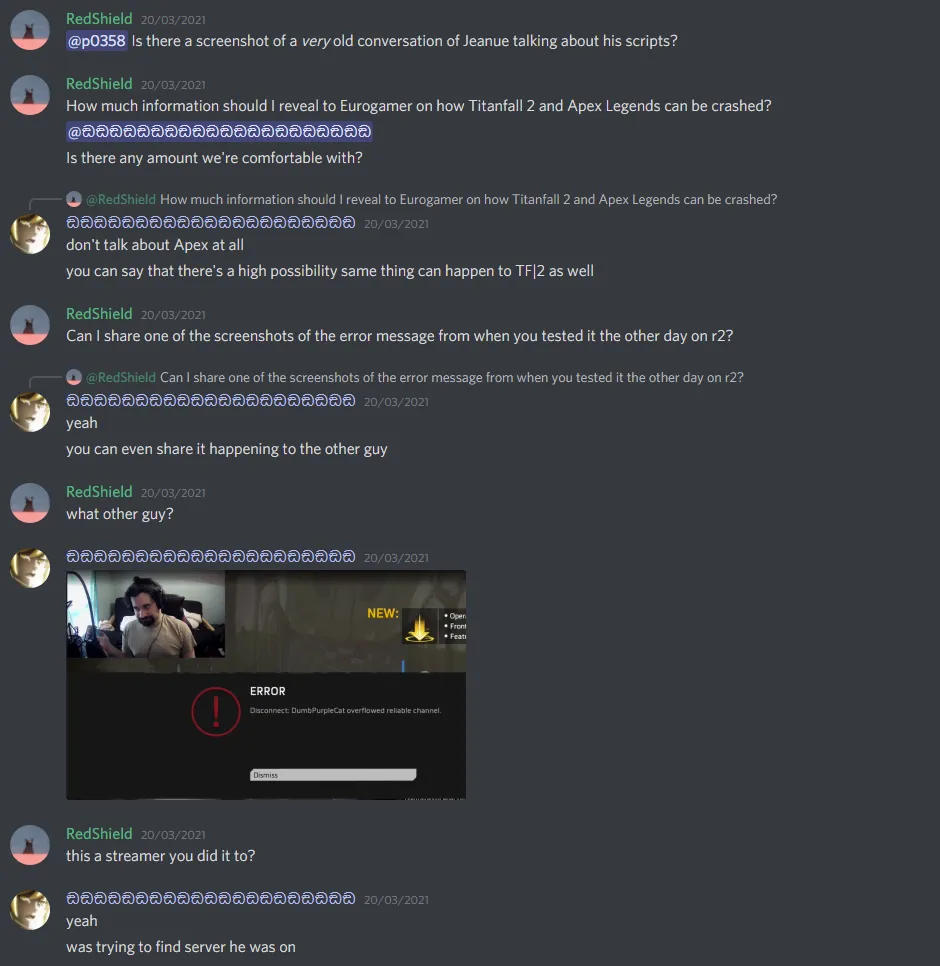 RedShield 20/03/2021
@p0358 Is there a screenshot of a very old conversation of Jeanue talking about his scripts?
RedShield 20/03/2021
How much information should I reveal to Eurogamer on how Titanfall 2 and Apex Legends can be crashed?
@ඞඞඞඞඞඞඞඞඞඞඞඞඞඞඞඞඞඞඞඞඞ
Is there any amount we're comfortable with?
@RedShield How much information should I reveal to Eurogamer on how Titanfall 2 and Apex Legends can be crashed?
ඞඞඞඞඞඞඞඞඞඞඞඞඞඞඞඞඞඞඞඞඞ 20/03/2021
don't talk about Apex at all
you can say that there's a high possibility same thing can happen to TF|2 as well
RedShield 20/03/2021
Can I share one of the screenshots of the error message from when you tested it the other day on r2?
@RedShield Can I share one of the screenshots of the error message from when you tested it the other day on r2?
ඞඞඞඞඞඞඞඞඞඞඞඞඞඞඞඞඞඞඞඞඞ 20/03/2021
yeah
you can even share it happening to the other guy
RedShield 20/03/2021
what other guy?
ඞඞඞඞඞඞඞඞඞඞඞඞඞඞඞඞඞඞඞඞඞ 20/03/2021
NEW:
• Oper
• Fron
• Feat
ERROR
Disconnect: DumbPurpleCat overflowed reliable channel.
Dismiss
RedShield 20/03/2021
this a streamer you did it to?
ඞඞඞඞඞඞඞඞඞඞඞඞඞඞඞඞඞඞඞඞඞ 20/03/2021
yeah
was trying to find server he was on